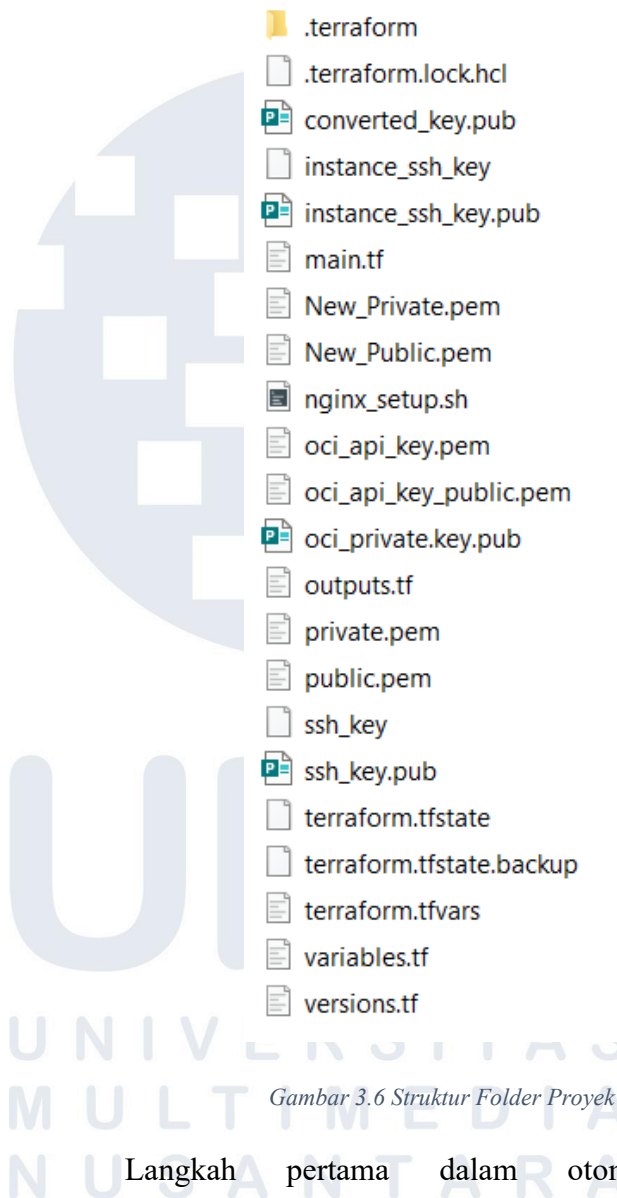 .terraform
.terraform.lock.hcl
converted_key.pub
instance_ssh_key
instance_ssh_key.pub
main.tf
New_Private.pem
New_Public.pem
nginx_setup.sh
oci_api_key.pem
oci_api_key_public.pem
oci_private.key.pub
outputs.tf
private.pem
public.pem
ssh_key
ssh_key.pub
terraform.tfstate
terraform.tfstate.backup
terraform.tfvars
variables.tf
versions.tf
Gambar 3.6 Struktur Folder Proyek
Langkah pertama dalam